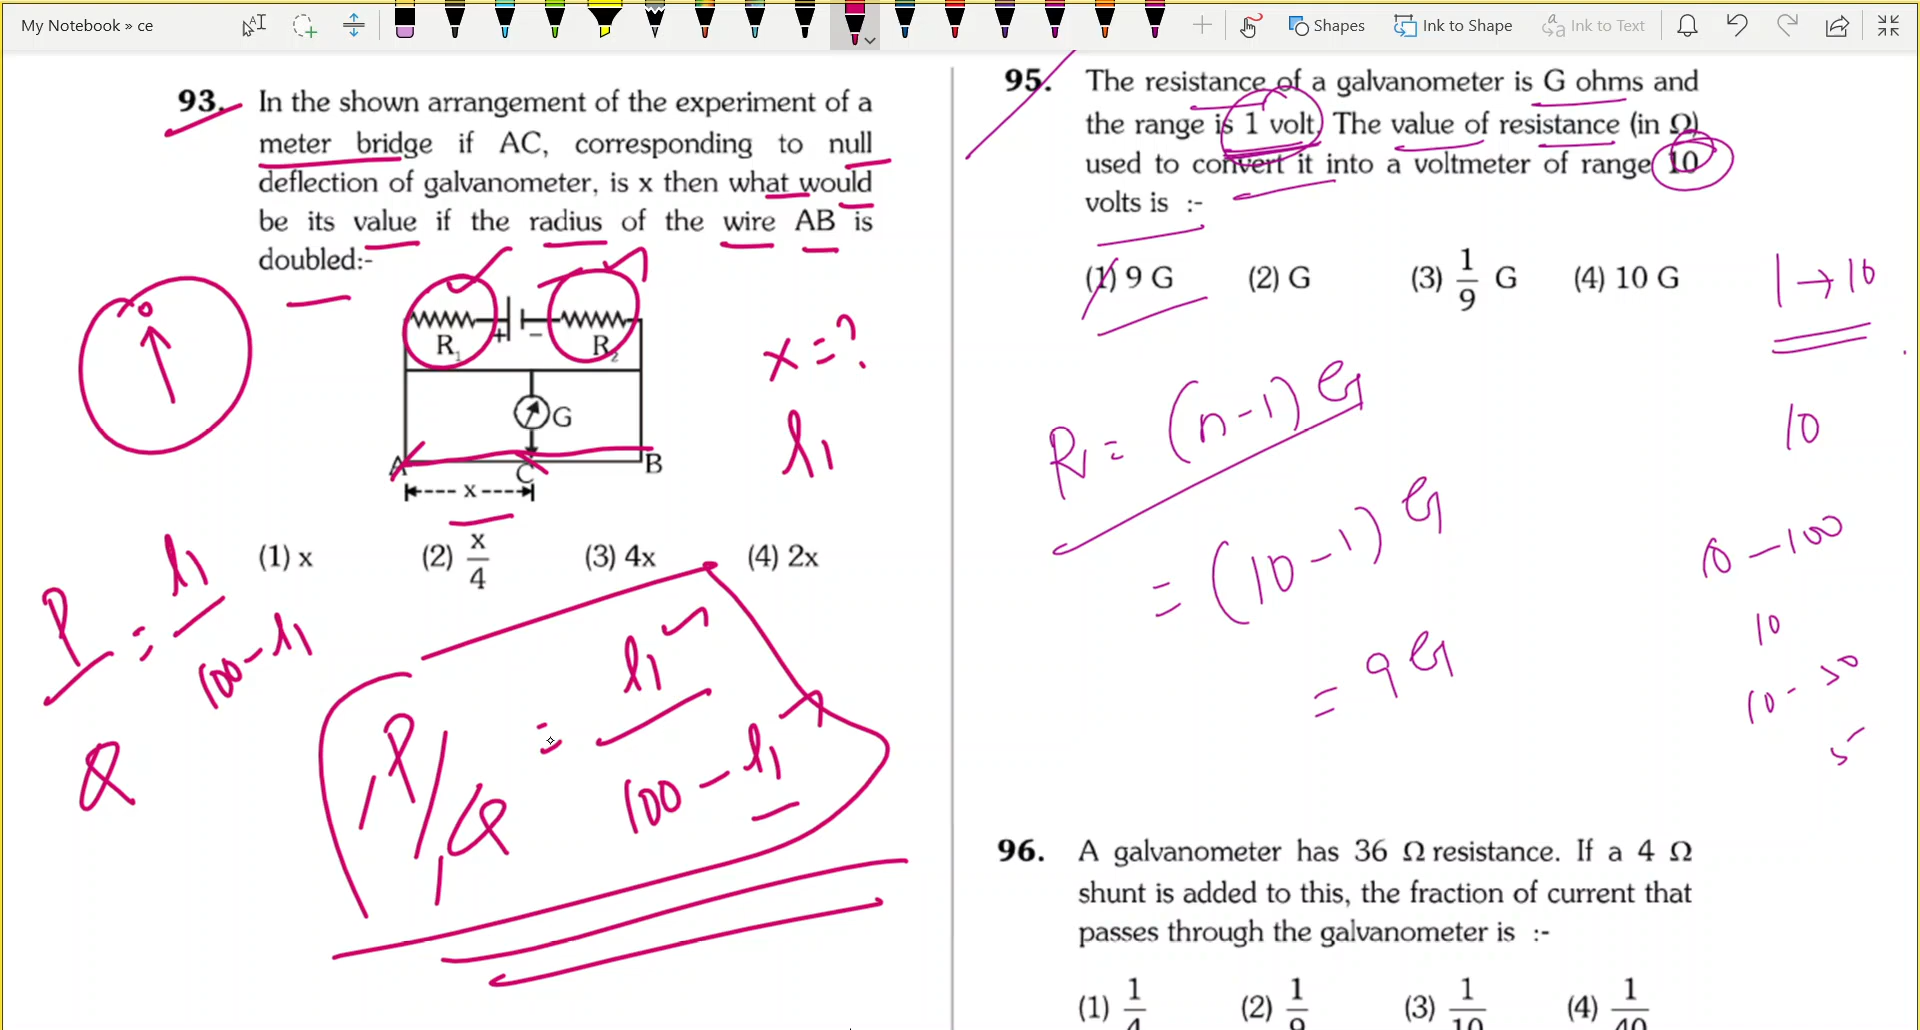 My Notebook » ce
Shapes
Ink to Shape
Ink to Text
93. In the shown arrangement of the experiment of a
meter bridge if AC, corresponding to null
deflection of galvanometer, is x then what would
be its value if the radius of the wire AB is
doubled:-
R₁
+
−
R₂
G
A
C
B
x
(1) x (2) x/4 (3) 4x (4) 2x
x = ?
l1
P/Q = l1/100-l1
P/Q = l1/100-l1
95. The resistance of a galvanometer is G ohms and
the range is 1 volt. The value of resistance (in Ω)
used to convert it into a voltmeter of range 10
volts is :-
(1) 9 G (2) G (3) 1/9 G (4) 10 G
1 → 10
R = (n-1) G
= (10-1) G
= 9 G
10
10 - 100
10
10 - 50
5
96. A galvanometer has 36 Ω resistance. If a 4 Ω
shunt is added to this, the fraction of current that
passes through the galvanometer is :-
(1) 1/4 (2) 1/9 (3) 1/10 (4) 1/40